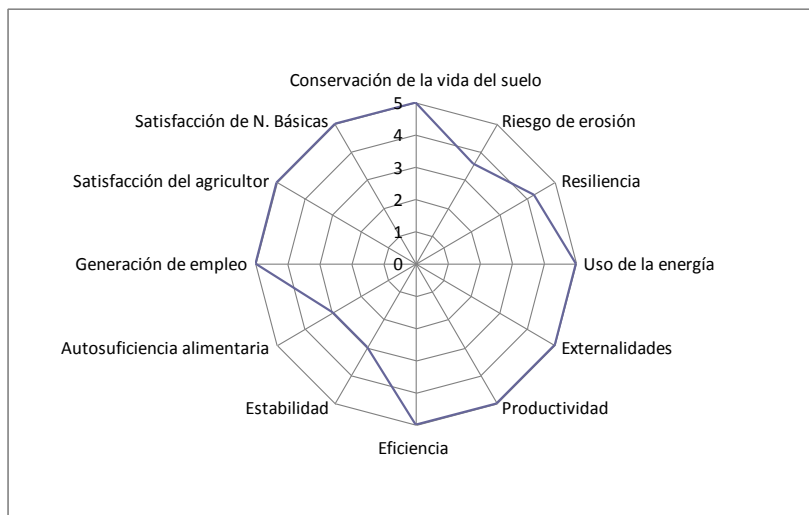 Conservación de la vida del suelo
Satisfacción de N. Básicas
Riesgo de erosión
Satisfacción del agricultor
Resiliencia
Generación de empleo
Uso de la energía
Autosuficiencia alimentaria
Externalidades
Estabilidad
Productividad
Eficiencia
5
4
3
2
1
0